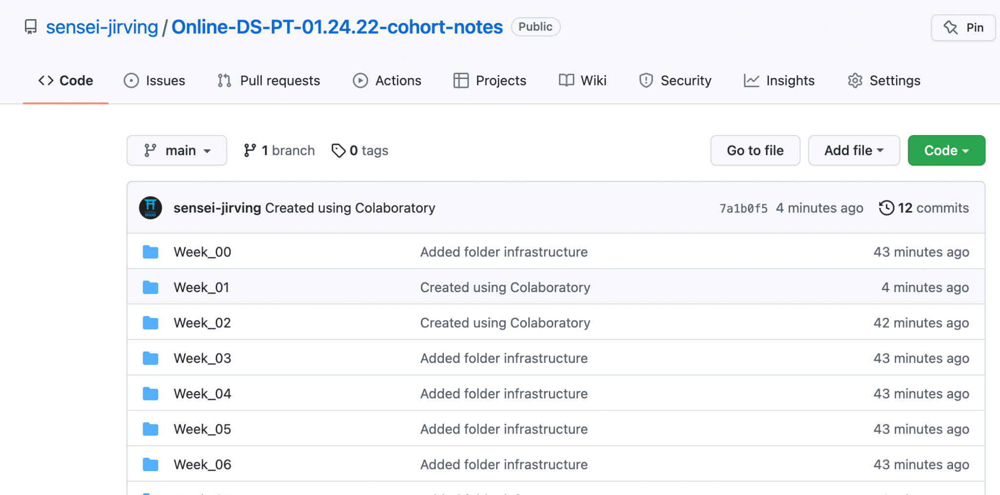 sensei-jirving / Online-DS-PT-01.24.22-cohort-notes Public Pin
Code Issues Pull requests Actions Projects Wiki Security Insights Settings
main 1 branch 0 tags Go to file Add file Code
sensei-jirving Created using Colaboratory 7a1b0f5 4 minutes ago 12 commits
Week_00 Added folder infrastructure 43 minutes ago
Week_01 Created using Colaboratory 4 minutes ago
Week_02 Created using Colaboratory 42 minutes ago
Week_03 Added folder infrastructure 43 minutes ago
Week_04 Added folder infrastructure 43 minutes ago
Week_05 Added folder infrastructure 43 minutes ago
Week_06 Added folder infrastructure 43 minutes ago